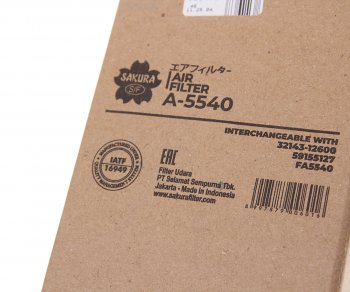 SAKURA
S/F
エアフィルター
AIR
FILTER
A-5540
INTERCHANGEABLE WITH
32143-12600
59155127
FA5540
IATF
16949
EAC
Filter Udara
PT Selamat Sempurna Tbk.
Jakarta - Made in Indonesia
www.sakurafilter.com